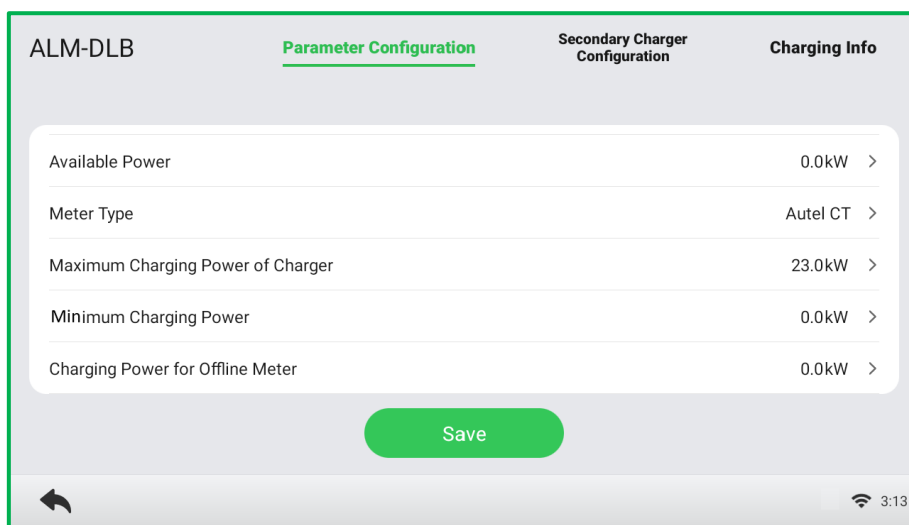 ALM-DLB
Parameter Configuration
Secondary Charger
Configuration
Charging Info
Available Power 0.0kW
Meter Type Autel CT
Maximum Charging Power of Charger 23.0kW
Minimum Charging Power 0.0kW
Charging Power for Offline Meter 0.0kW
Save
3:13